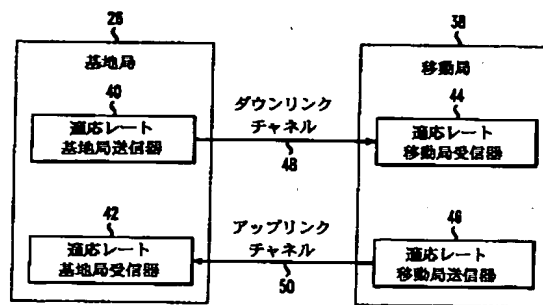 26
38
基地局
移動局
40
ダウンリンク
チャネル
44
適応レート
基地局送信器
48
適応レート
移動局受信器
42
アップリンク
チャネル
46
適応レート
基地局受信器
50
適応レート
移動局送信器